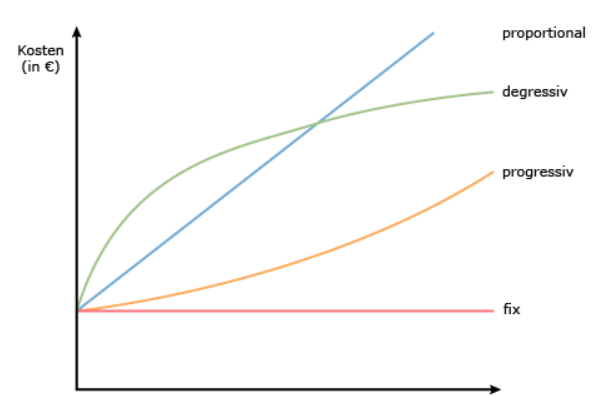 proportional
Kosten
(in €)
degressiv
progressiv
fix